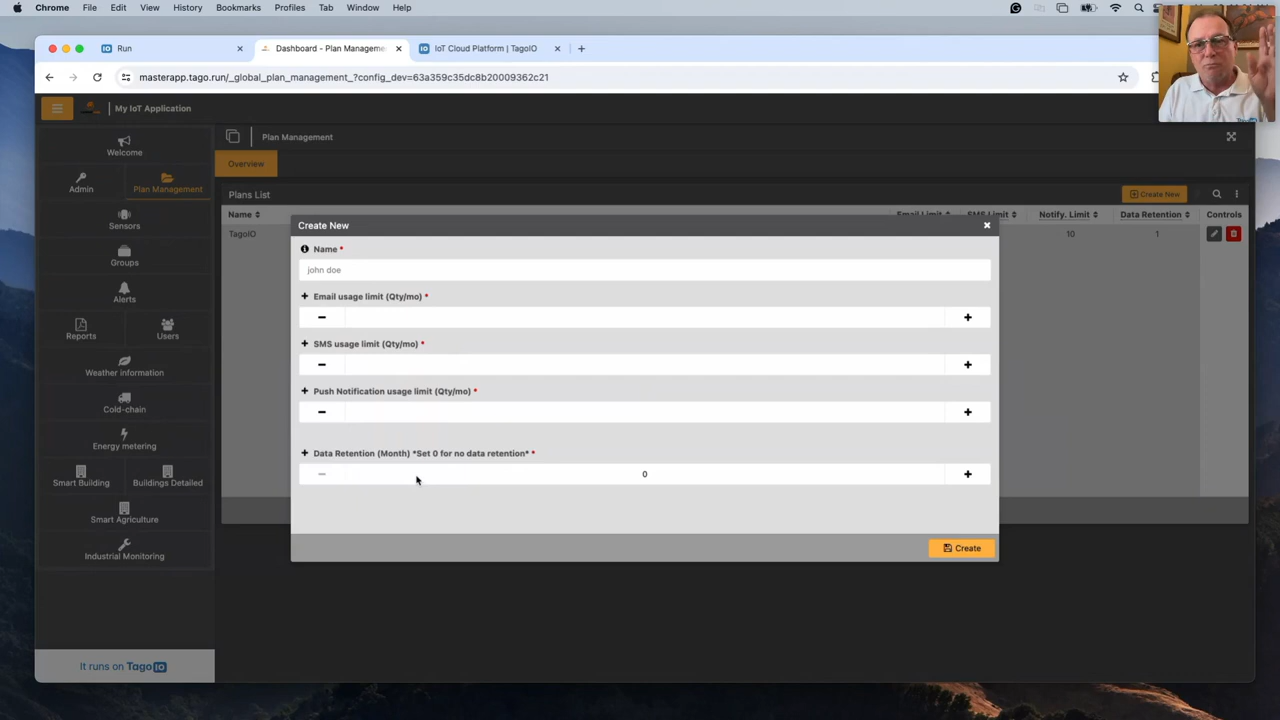 Chrome File Edit View History Bookmarks Profiles Tab Window Help
Run
Dashboard - Plan Manageme
IoT Cloud Platform | TagoIO
masterapp.tago.run/_global_plan_management_?config_dev=63a359c35dc8b20009362c21
My IoT Application
Welcome
Admin
Plan Management
Sensors
Groups
Alerts
Reports
Users
Weather information
Cold-chain
Energy metering
Smart Building
Buildings Detailed
Smart Agriculture
Industrial Monitoring
It runs on TagoIO
Plan Management
Overview
Plans List
Create New
Name Email Limit SMS Limit Notify. Limit Data Retention Controls
TagoIO 10 1
Create New
Name *
john doe
Email usage limit (Qty/mo) *
SMS usage limit (Qty/mo) *
Push Notification usage limit (Qty/mo) *
Data Retention (Month) *Set 0 for no data retention* *
0
Create